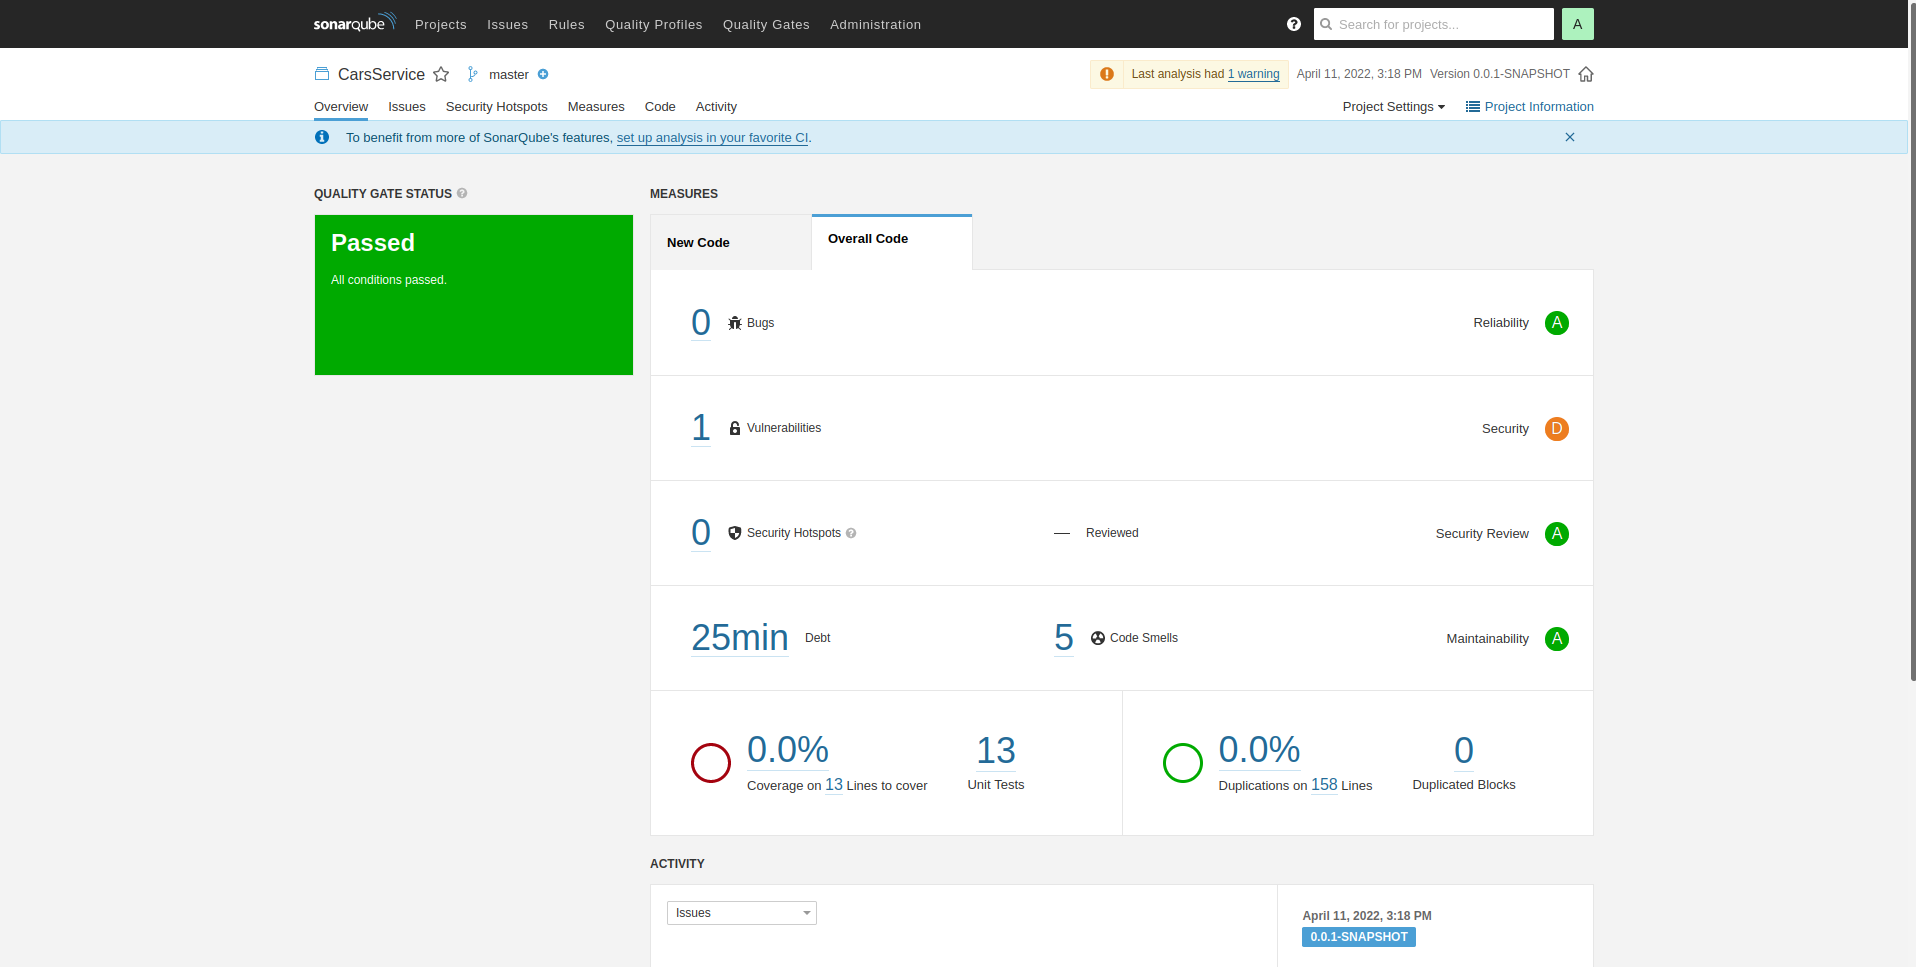 sonarqube Projects Issues Rules Quality Profiles Quality Gates Administration ? Search for projects... A
CarsService master Last analysis had 1 warning April 11, 2022, 3:18 PM Version 0.0.1-SNAPSHOT
Overview Issues Security Hotspots Measures Code Activity Project Settings Project Information
To benefit from more of SonarQube's features, set up analysis in your favorite CI.
QUALITY GATE STATUS ?
Passed
All conditions passed.
MEASURES
New Code Overall Code
0 Bugs Reliability A
1 Vulnerabilities Security D
0 Security Hotspots ? — Reviewed Security Review A
25min Debt 5 Code Smells Maintainability A
0.0% 13 0.0% 0
Coverage on 13 Lines to cover Unit Tests Duplications on 158 Lines Duplicated Blocks
ACTIVITY
Issues
April 11, 2022, 3:18 PM
0.0.1-SNAPSHOT